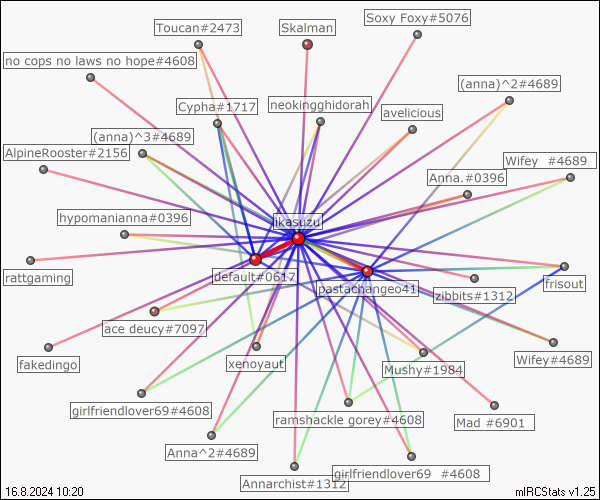 Soxy Foxy#5076
Toucan#2473
Skalman
no cops no laws no hope#4608
(anna)^2#4689
Cypha#1717
neokingghidorah
avelicious
(anna)^3#4689
AlpineRooster#2156
Wifey #4689
Anna.#0396
hypomanianna#0396
likasuzu
default#0617
rattgaming
pastachangeo41
zibbits#1312
frisout
ace deucy#7097
fakedingo
xenoyaut
Mushy#1984
Wifey#4689
girlfriendlover69#4608
ramshackle gorey#4608
Mad #6901
Anna^2#4689
Annarchist#1312
girlfriendlover69 #4608
16.8.2024 10:20
mIRCStats v1.25